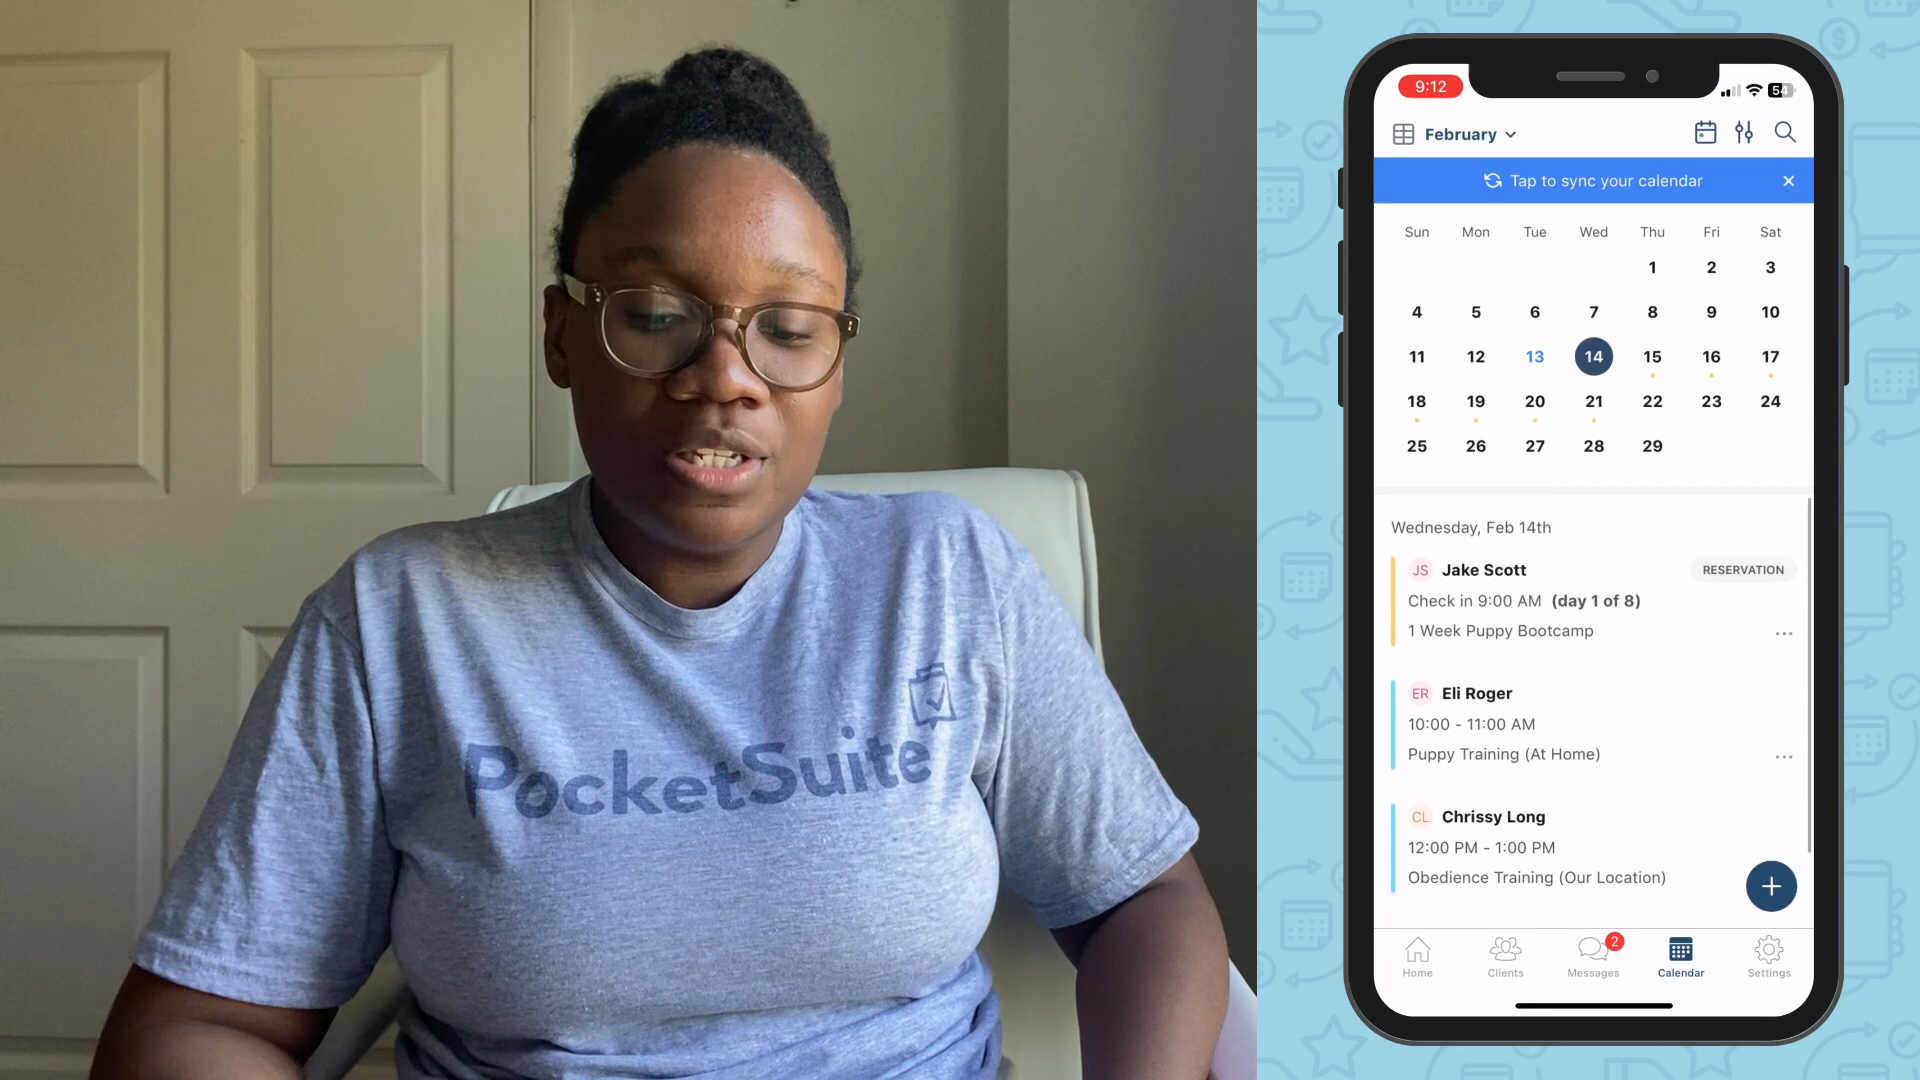 PocketSuite
9:12
54
February
Tap to sync your calendar
Sun Mon Tue Wed Thu Fri Sat
1 2 3
4 5 6 7 8 9 10
11 12 13 14 15 16 17
18 19 20 21 22 23 24
25 26 27 28 29
Wednesday, Feb 14th
JS Jake Scott RESERVATION
Check in 9:00 AM (day 1 of 8)
1 Week Puppy Bootcamp
ER Eli Roger
10:00 - 11:00 AM
Puppy Training (At Home)
CL Chrissy Long
12:00 PM - 1:00 PM
Obedience Training (Our Location)
2
Home Clients Messages Calendar Settings